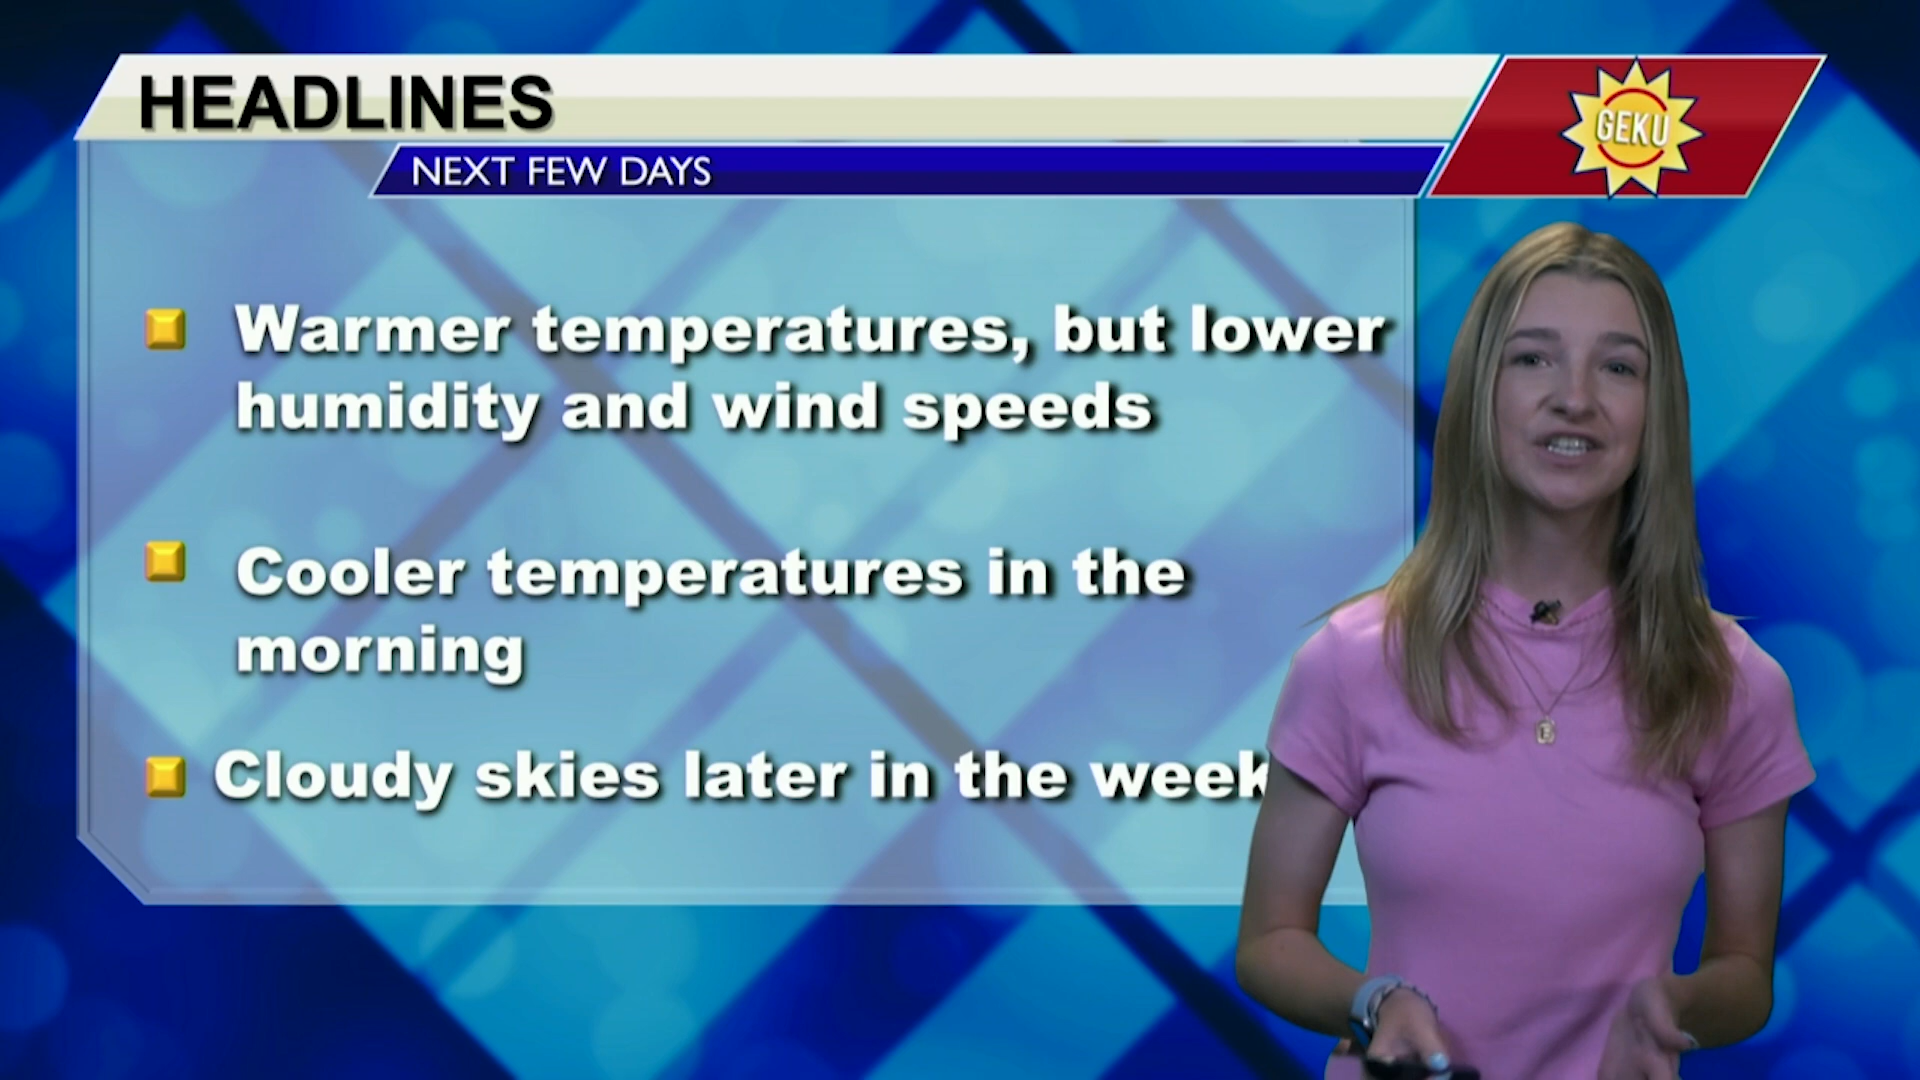 HEADLINES
GEKU
NEXT FEW DAYS
Warmer temperatures, but lower
humidity and wind speeds
Cooler temperatures in the
morning
Cloudy skies later in the week